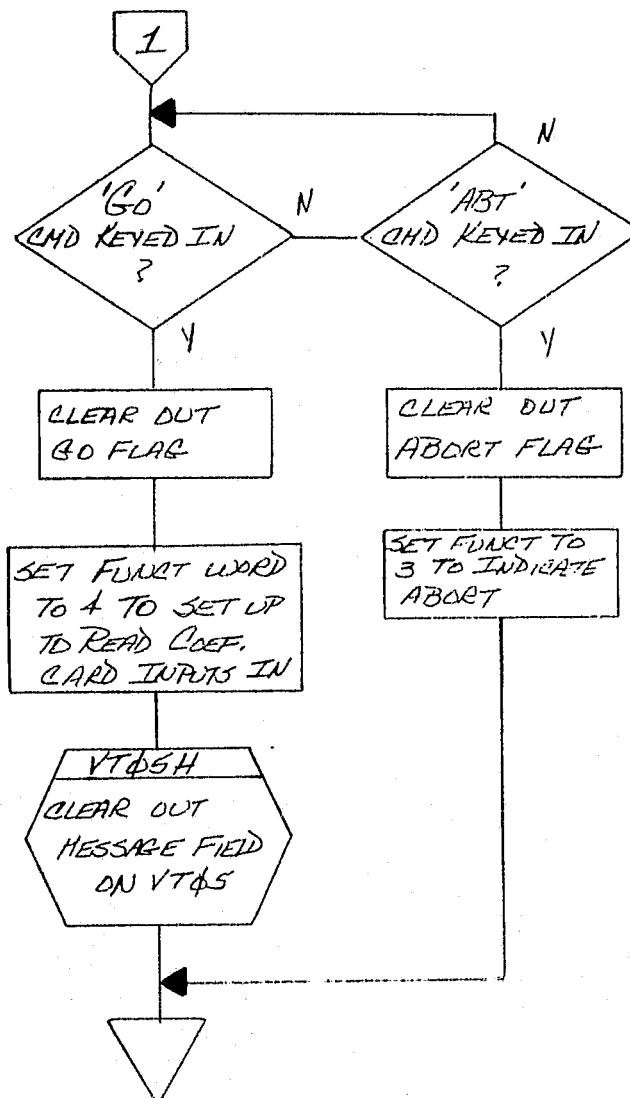 1
'GO'
CMD KEYED IN
?
Y
N
'ABT'
CMD KEYED IN
?
N
Y
CLEAR OUT
GO FLAG
SET FUNCT WORD
TO 4 TO SET UP
TO READ COEF.
CARD INPUTS IN
VTØ5H
CLEAR OUT
MESSAGE FIELD
ON VTØ5
CLEAR OUT
ABORT FLAG
SET FUNCT TO
3 TO INDICATE
ABORT